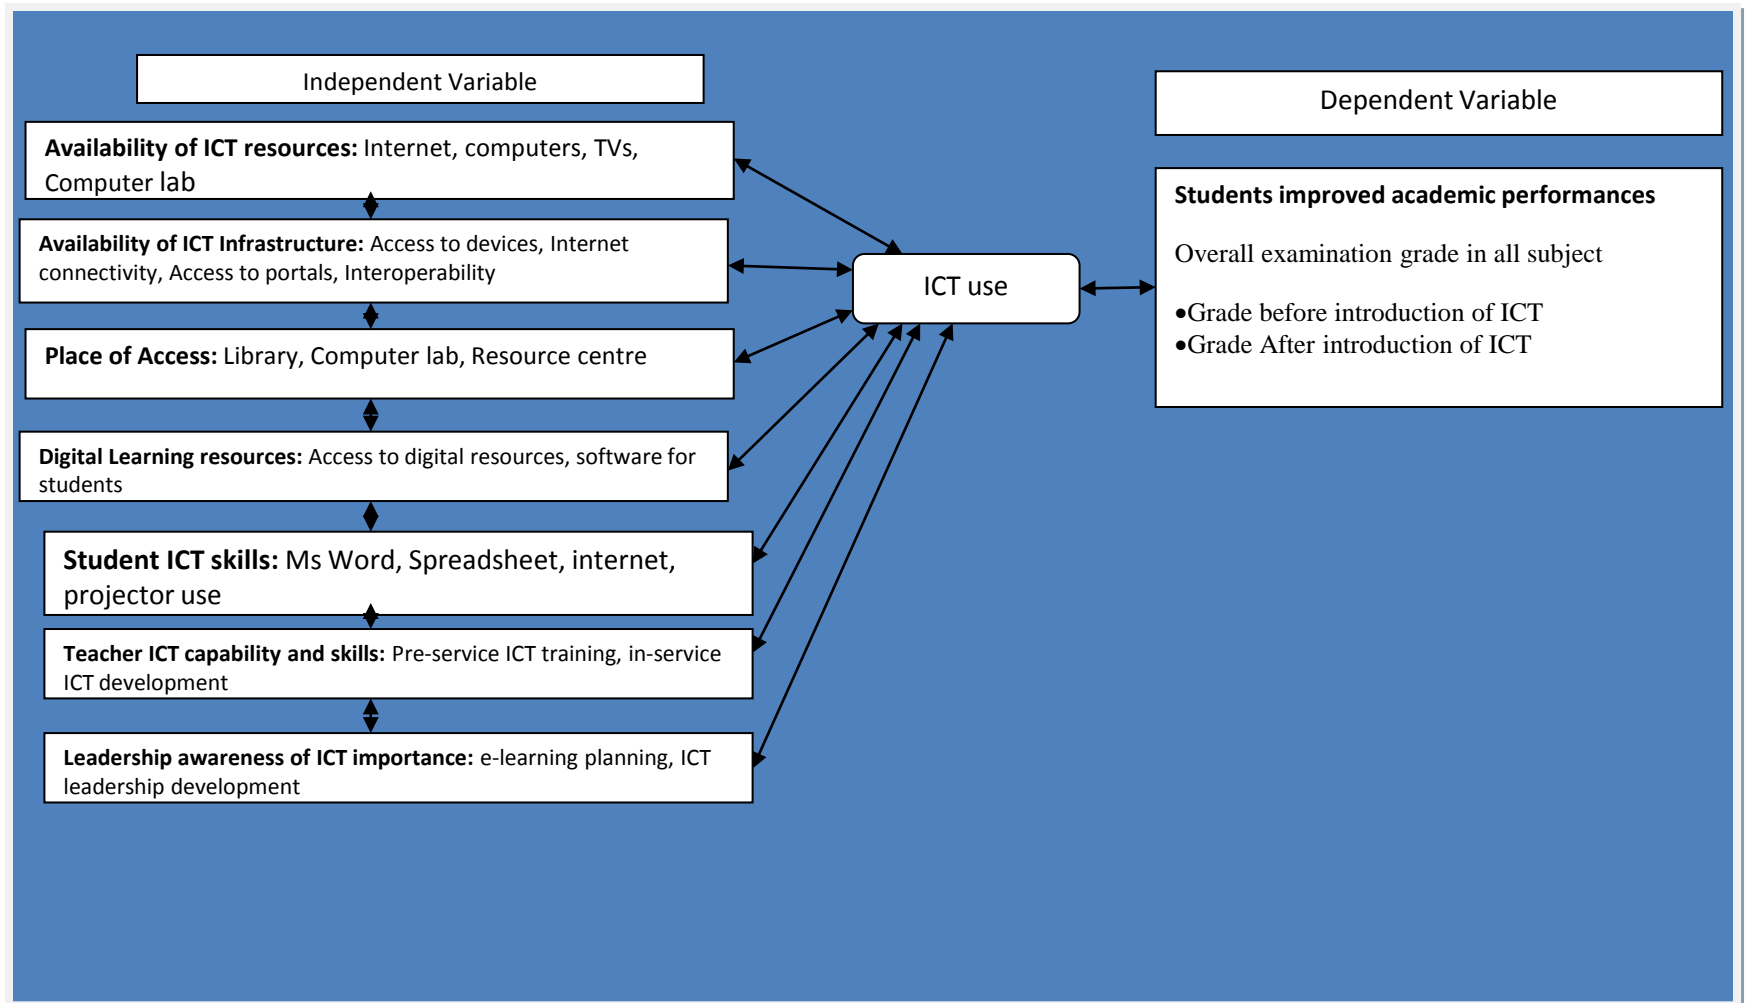 Independent Variable
Dependent Variable
Availability of ICT resources: Internet, computers, TVs,
Computer lab
Availability of ICT Infrastructure: Access to devices, Internet
connectivity, Access to portals, Interoperability
Place of Access: Library, Computer lab, Resource centre
Digital Learning resources: Access to digital resources, software for
students
Student ICT skills: Ms Word, Spreadsheet, internet,
projector use
Teacher ICT capability and skills: Pre-service ICT training, in-service
ICT development
Leadership awareness of ICT importance: e-learning planning, ICT
leadership development
ICT use
Students improved academic performances
Overall examination grade in all subject
•Grade before introduction of ICT
•Grade After introduction of ICT